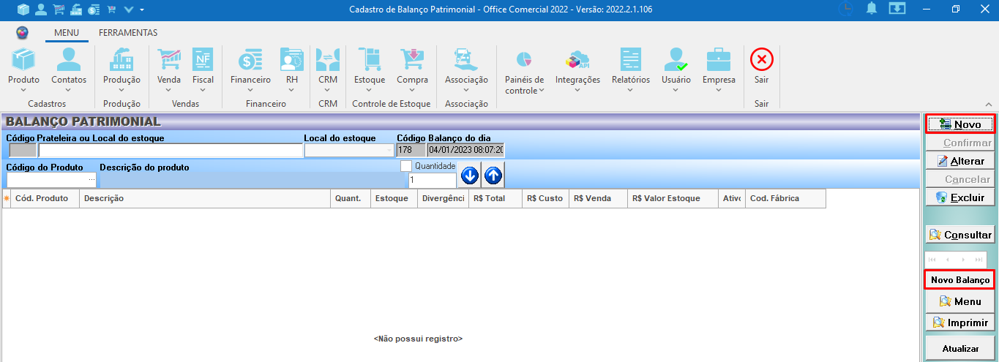 Cadastro de Balanço Patrimonial - Office Comercial 2022 - Versão: 2022.2.1.106
MENU FERRAMENTAS
Produto Contatos Produção Venda Fiscal Financeiro RH CRM Estoque Compra Associação Painéis de controle Integrações Relatórios Usuário Empresa Sair
Cadastros Produção Vendas Financeiro CRM Controle de Estoque Associação Sair
BALANÇO PATRIMONIAL
Código Prateleira ou Local do estoque Local do estoque Código Balanço do dia
178 04/01/2023 08:07:20
Código do Produto Descrição do produto Quantidade
... 1
Cód. Produto Descrição Quant. Estoque Divergênci R$ Total R$ Custo R$ Venda R$ Valor Estoque Ativo Cod. Fábrica
<Não possui registro>
Novo
Confirmar
Alterar
Cancelar
Excluir
Consultar
Novo Balanço
Menu
Imprimir
Atualizar